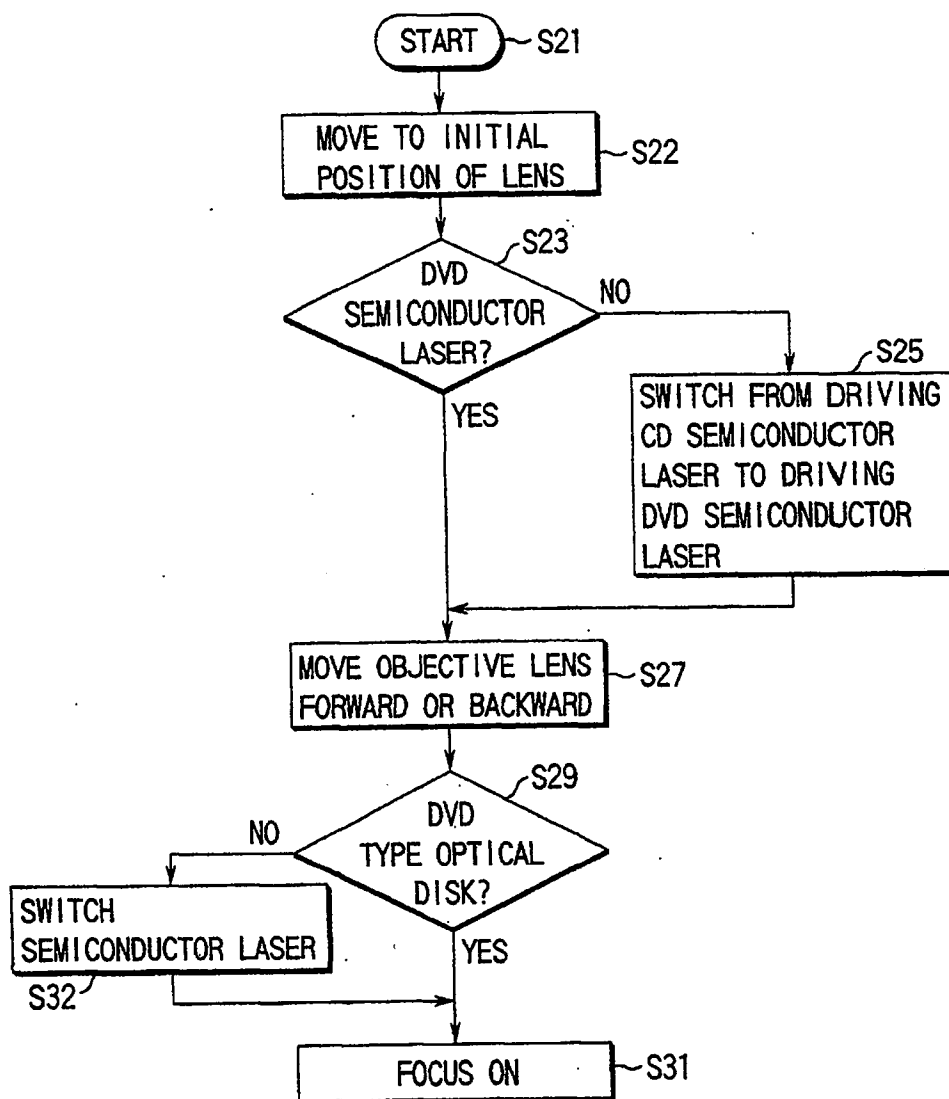 START
S21
MOVE TO INITIAL
POSITION OF LENS
S22
S23
DVD
SEMICONDUCTOR
LASER?
NO
YES
S25
SWITCH FROM DRIVING
CD SEMICONDUCTOR
LASER TO DRIVING
DVD SEMICONDUCTOR
LASER
MOVE OBJECTIVE LENS
FORWARD OR BACKWARD
S27
S29
DVD
TYPE OPTICAL
DISK?
NO
YES
SWITCH
SEMICONDUCTOR LASER
S32
FOCUS ON
S31